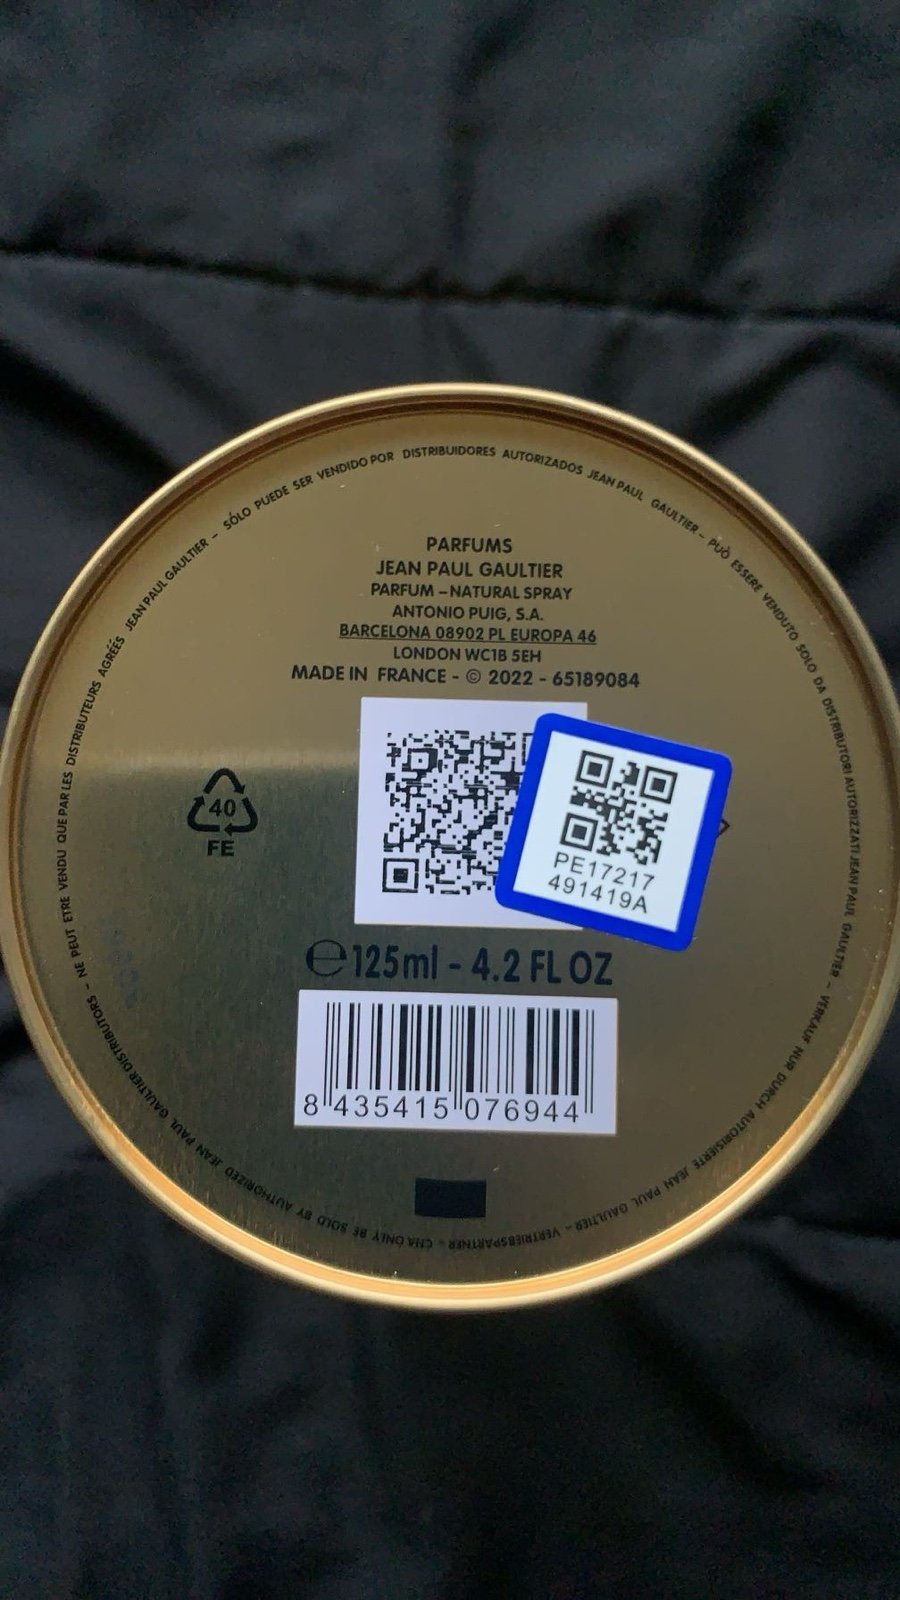 SÓLO PUEDE SER VENDIDO POR DISTRIBUIDORES AUTORIZADOS JEAN PAUL GAULTIER – PUÒ ESSERE VENDUTO SOLO DA DISTRIBUTORI AUTORIZZATI JEAN PAUL GAULTIER – VERKAUF NUR DURCH AUTORISIERTE JEAN PAUL GAULTIER – VERTRIEBSPARTNER – CHA ONLY BE SOLD BY AUTHORIZED JEAN PAUL GAULTIER DISTRIBUTORS – NE PEUT ETRE VENDU QUE PAR LES DISTRIBUTEURS AGRÉÉS JEAN PAUL GAULTIER –
PARFUMS
JEAN PAUL GAULTIER
PARFUM – NATURAL SPRAY
ANTONIO PUIG, S.A.
BARCELONA 08902 PL EUROPA 46
LONDON WC1B 5EH
MADE IN FRANCE - © 2022 - 65189084
40
FE
PE17217
491419A
℮ 125ml - 4.2 FL OZ
8 435415 076944